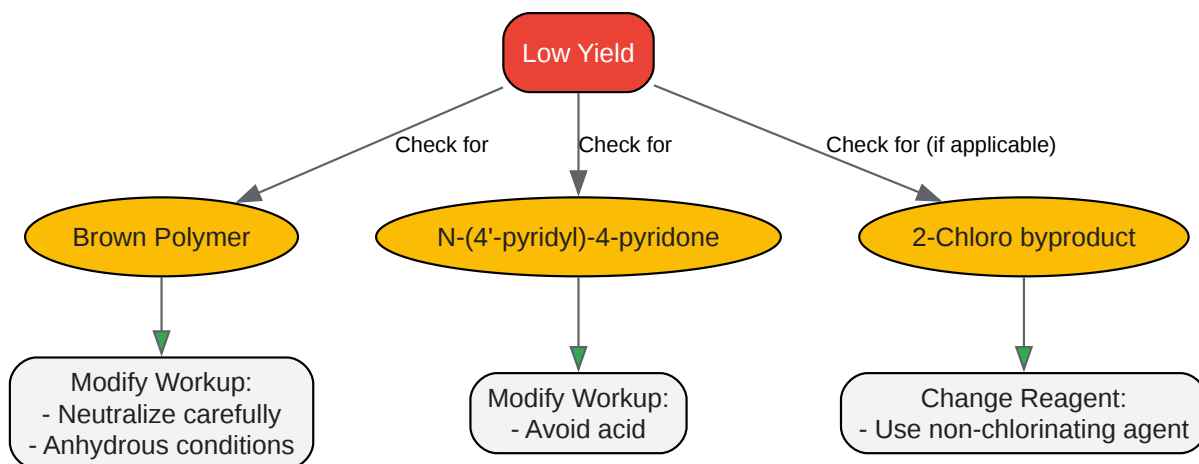 Low Yield
Check for
Check for
Check for (if applicable)
Brown Polymer
N-(4'-pyridyl)-4-pyridone
2-Chloro byproduct
Modify Workup:
- Neutralize carefully
- Anhydrous conditions
Modify Workup:
- Avoid acid
Change Reagent:
- Use non-chlorinating agent